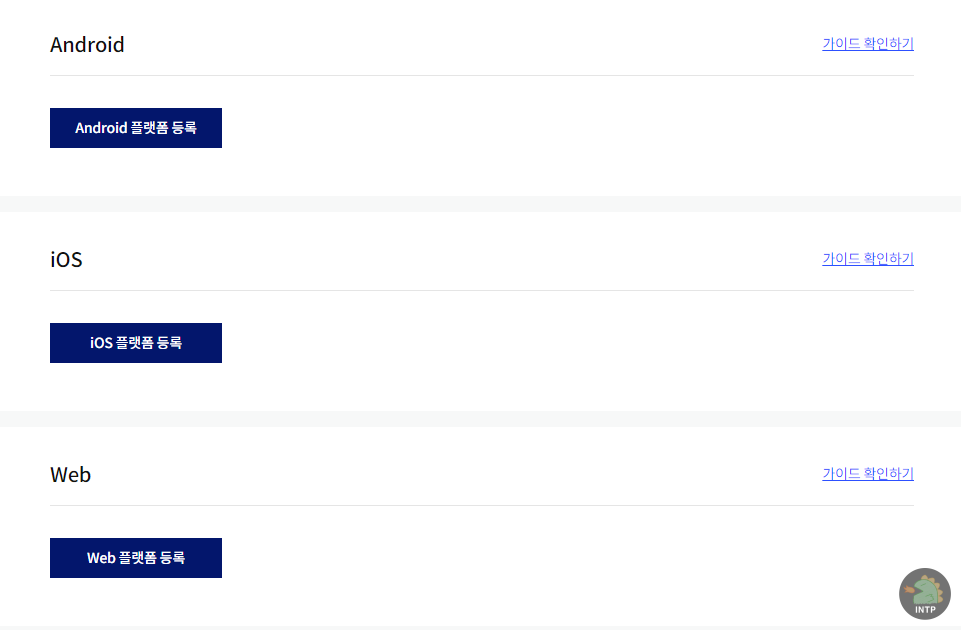 Android
가이드 확인하기
Android 플랫폼 등록
iOS
가이드 확인하기
iOS 플랫폼 등록
Web
가이드 확인하기
Web 플랫폼 등록
INTP